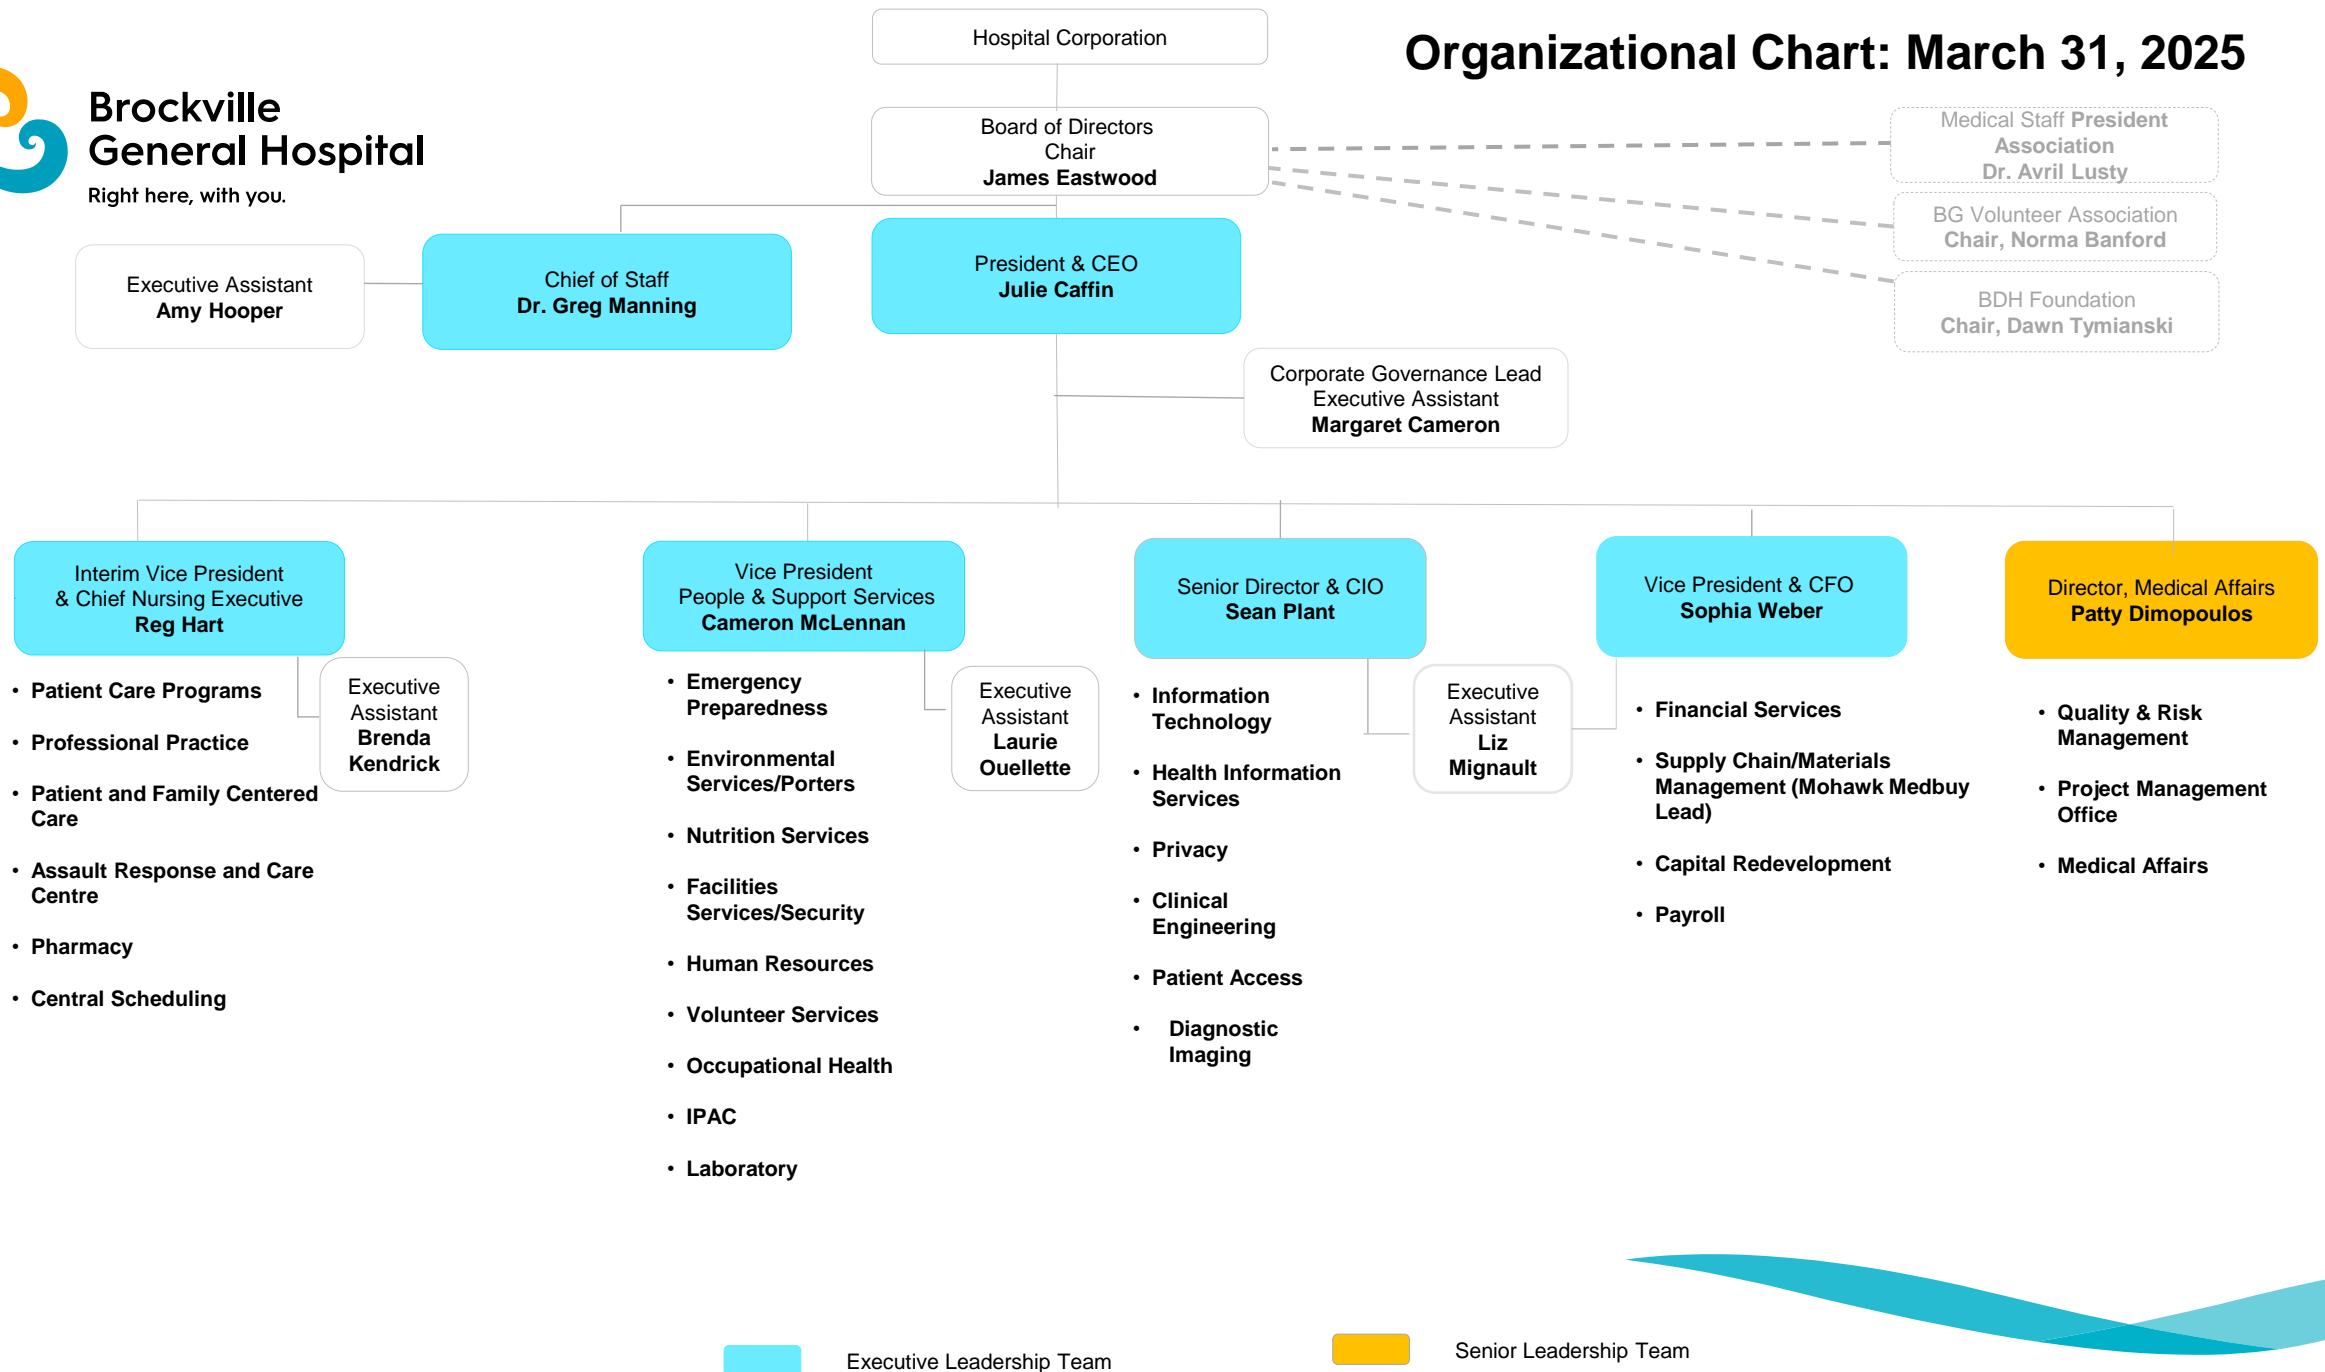 Hospital Corporation
Organizational Chart: March 31, 2025
Brockville
General Hospital
Right here, with you.
Board of Directors
Chair
James Eastwood
Medical Staff President
Association
Dr. Avril Lusty
BG Volunteer Association
Chair, Norma Banford
BDH Foundation
Chair, Dawn Tymianski
Executive Assistant
Amy Hooper
Chief of Staff
Dr. Greg Manning
President & CEO
Julie Caffin
Corporate Governance Lead
Executive Assistant
Margaret Cameron
Interim Vice President
& Chief Nursing Executive
Reg Hart
Executive
Assistant
Brenda
Kendrick
• Patient Care Programs
• Professional Practice
• Patient and Family Centered
Care
• Assault Response and Care
Centre
• Pharmacy
• Central Scheduling
Vice President
People & Support Services
Cameron McLennan
Executive
Assistant
Laurie
Ouellette
• Emergency
Preparedness
• Environmental
Services/Porters
• Nutrition Services
• Facilities
Services/Security
• Human Resources
• Volunteer Services
• Occupational Health
• IPAC
• Laboratory
Senior Director & CIO
Sean Plant
• Information
Technology
• Health Information
Services
• Privacy
• Clinical
Engineering
• Patient Access
• Diagnostic
Imaging
Executive
Assistant
Liz
Mignault
Vice President & CFO
Sophia Weber
• Financial Services
• Supply Chain/Materials
Management (Mohawk Medbuy
Lead)
• Capital Redevelopment
• Payroll
Director, Medical Affairs
Patty Dimopoulos
• Quality & Risk
Management
• Project Management
Office
• Medical Affairs
Executive Leadership Team
Senior Leadership Team